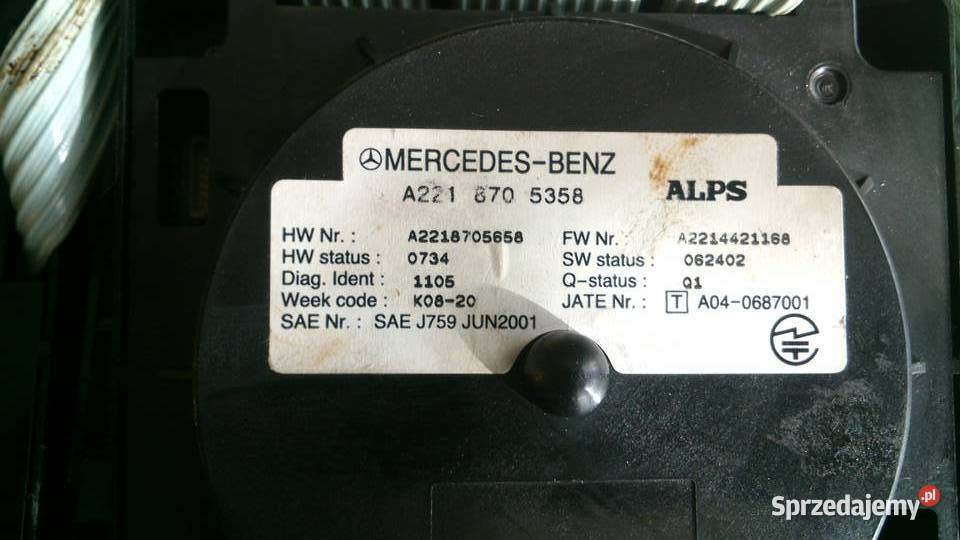 MERCEDES-BENZ
A221 870 5358 ALPS
HW Nr. : A2218705658 FW Nr. : A2214421168
HW status : 0734 SW status : 062402
Diag. Ident : 1105 Q-status : Q1
Week code : K08-20 JATE Nr. : T A04-0687001
SAE Nr. : SAE J759 JUN2001
Sprzedajemy.pl